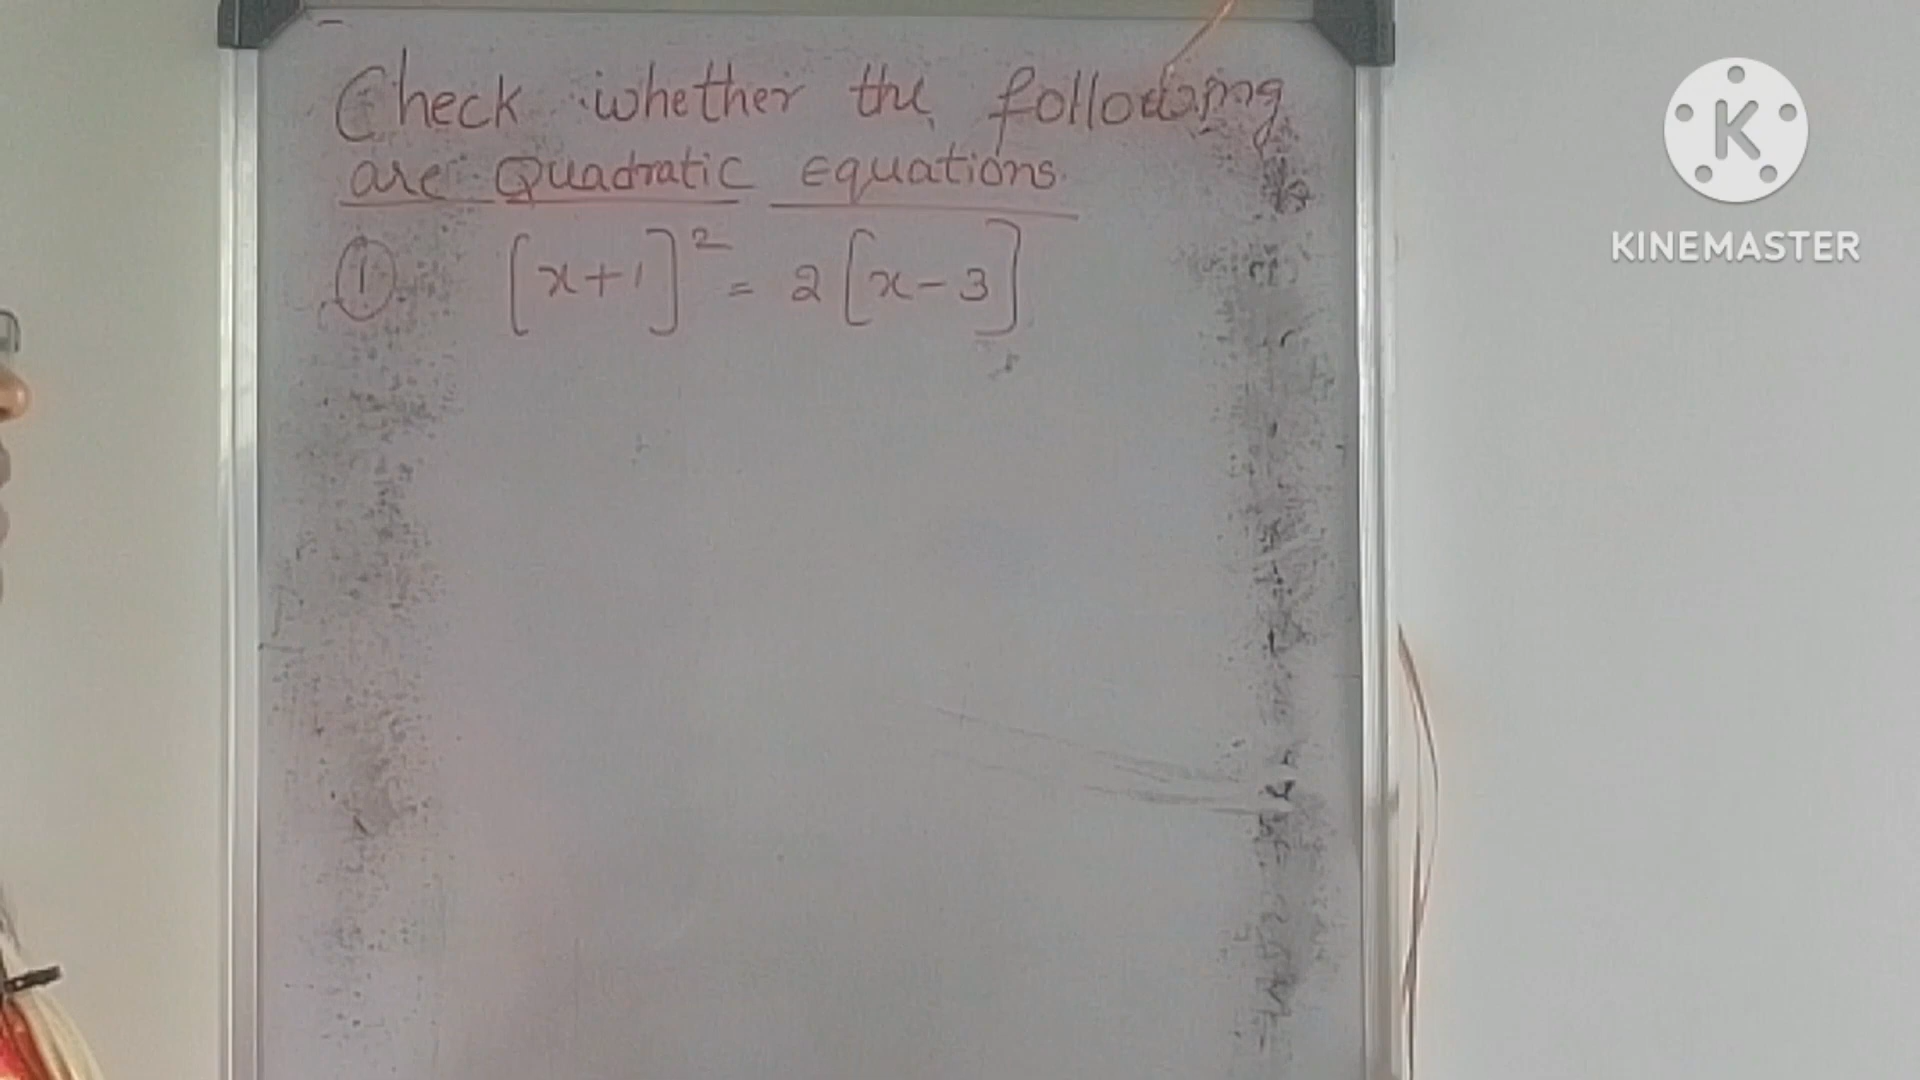 Check whether the following
are Quadratic Equations.
① [x+1]² = 2[x-3]
K
KINEMASTER